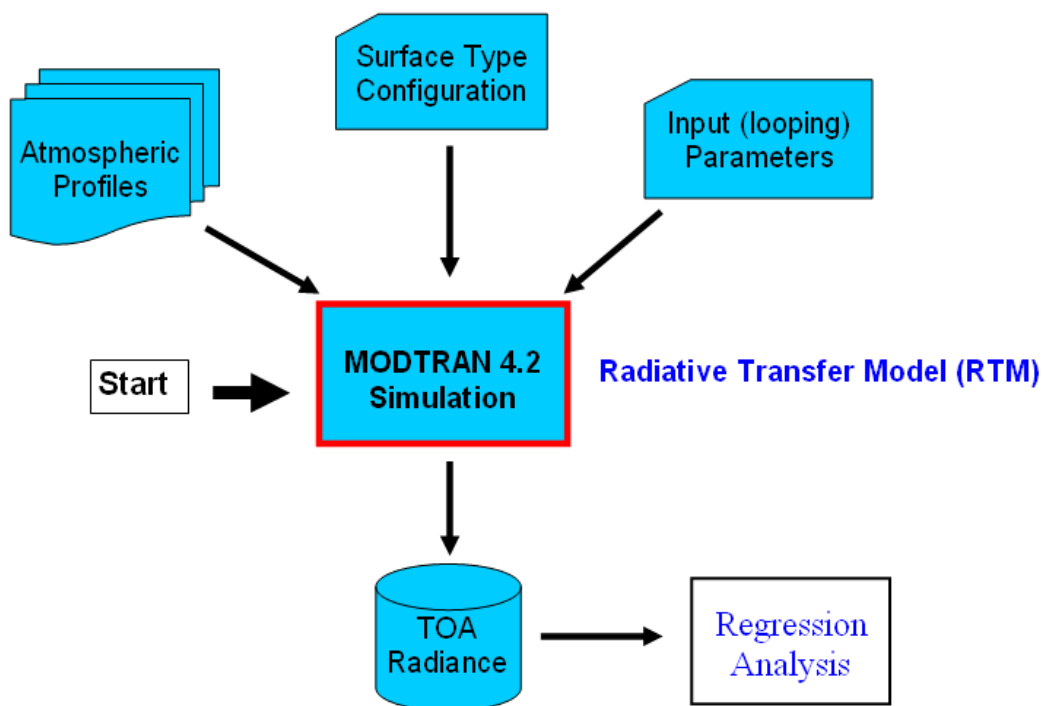 Surface Type
Configuration
Atmospheric
Profiles
Input (looping)
Parameters
Start
MODTRAN 4.2
Simulation
Radiative Transfer Model (RTM)
TOA
Radiance
Regression
Analysis